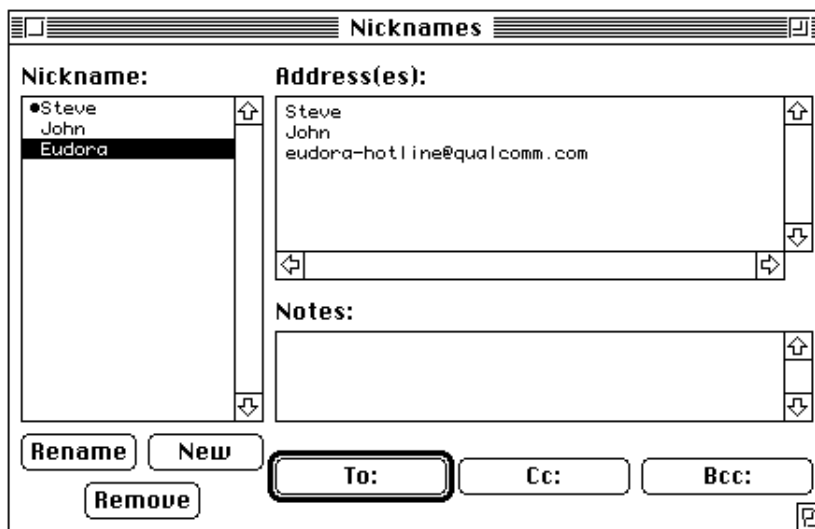 Nicknames
Nickname:
●Steve
John
Eudora
Address(es):
Steve
John
eudora-hotline@qualcomm.com
Notes:
Rename
New
Remove
To:
Cc:
Bcc: